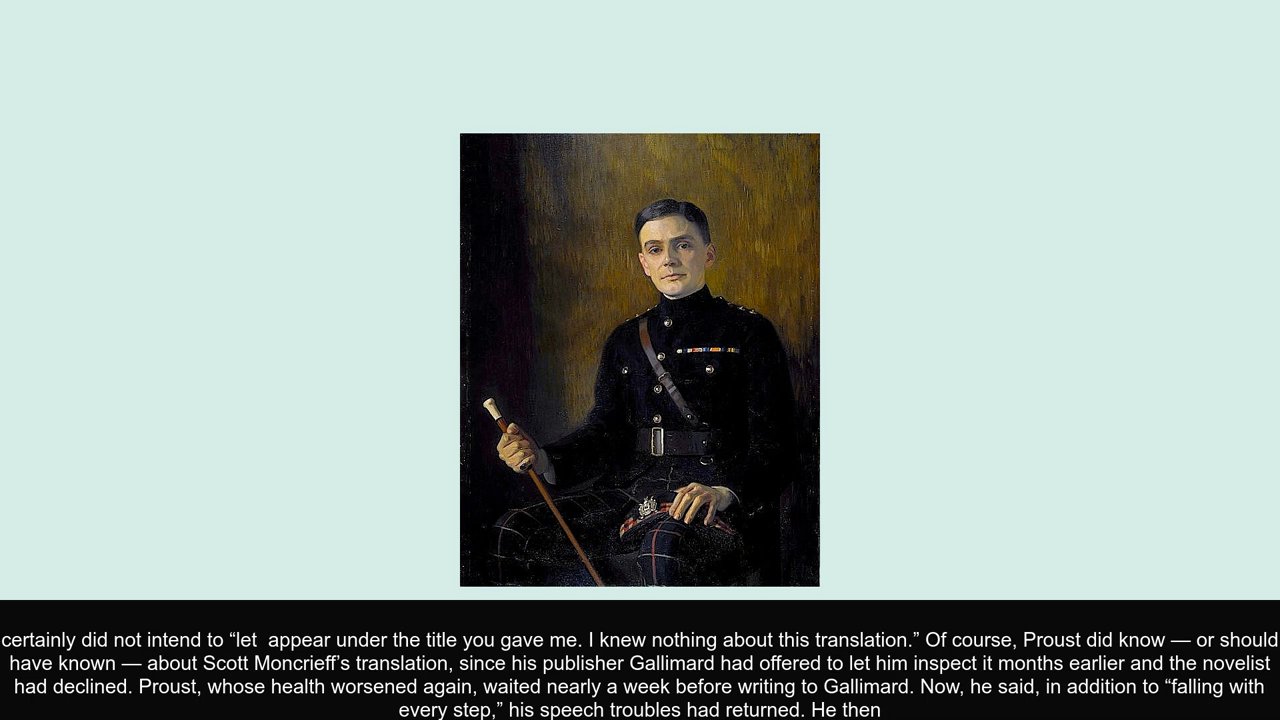 certainly did not intend to “let  appear under the title you gave me. I knew nothing about this translation.” Of course, Proust did know — or should
have known — about Scott Moncrieff’s translation, since his publisher Gallimard had offered to let him inspect it months earlier and the novelist
had declined. Proust, whose health worsened again, waited nearly a week before writing to Gallimard. Now, he said, in addition to “falling with
every step,” his speech troubles had returned. He then